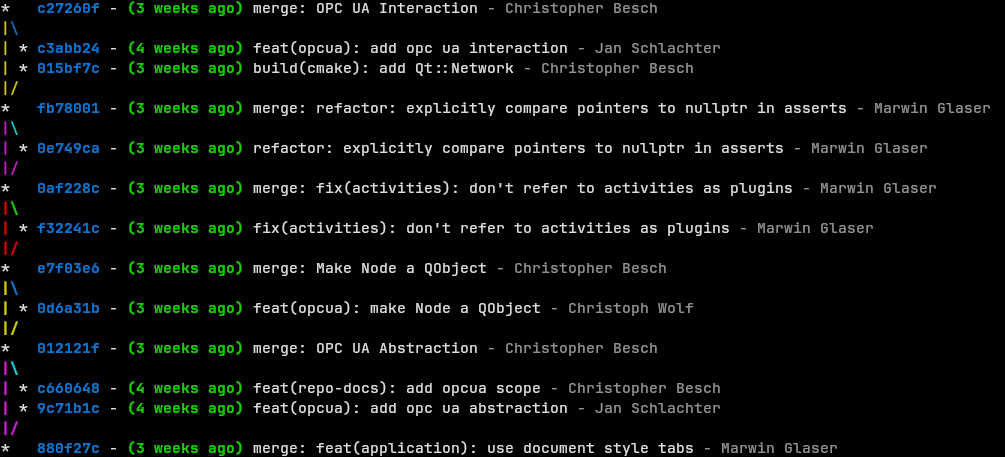 *   c27260f - (3 weeks ago) merge: OPC UA Interaction - Christopher Besch
|\
| * c3abb24 - (4 weeks ago) feat(opcua): add opc ua interaction - Jan Schlachter
| * 015bf7c - (3 weeks ago) build(cmake): add Qt::Network - Christopher Besch
|/
*   fb78001 - (3 weeks ago) merge: refactor: explicitly compare pointers to nullptr in asserts - Marwin Glaser
|\
| * 0e749ca - (3 weeks ago) refactor: explicitly compare pointers to nullptr in asserts - Marwin Glaser
|/
*   0af228c - (3 weeks ago) merge: fix(activities): don't refer to activities as plugins - Marwin Glaser
|\
| * f32241c - (3 weeks ago) fix(activities): don't refer to activities as plugins - Marwin Glaser
|/
*   e7f03e6 - (3 weeks ago) merge: Make Node a QObject - Christopher Besch
|\
| * 0d6a31b - (3 weeks ago) feat(opcua): make Node a QObject - Christoph Wolf
|/
*   012121f - (3 weeks ago) merge: OPC UA Abstraction - Christopher Besch
|\
| * c660648 - (4 weeks ago) feat(repo-docs): add opcua scope - Christopher Besch
| * 9c71b1c - (4 weeks ago) feat(opcua): add opc ua abstraction - Jan Schlachter
|/
*   880f27c - (3 weeks ago) merge: feat(application): use document style tabs - Marwin Glaser